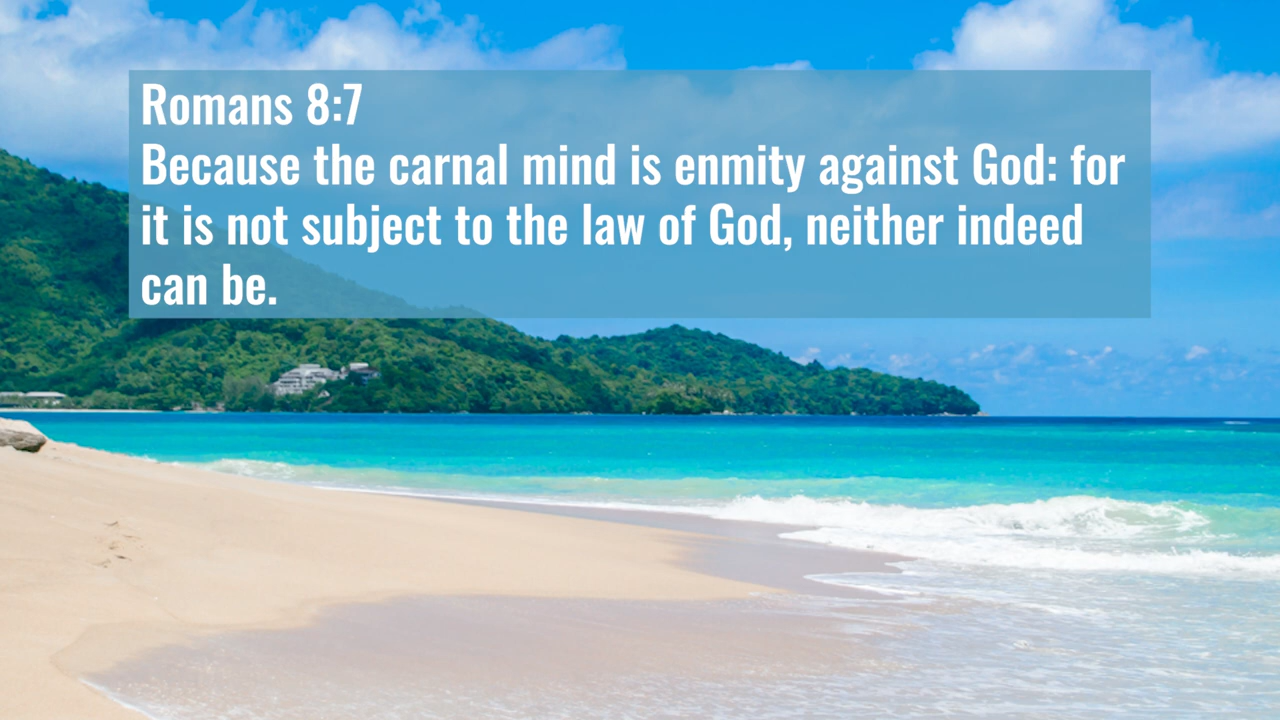 Romans 8:7
Because the carnal mind is enmity against God: for
it is not subject to the law of God, neither indeed
can be.